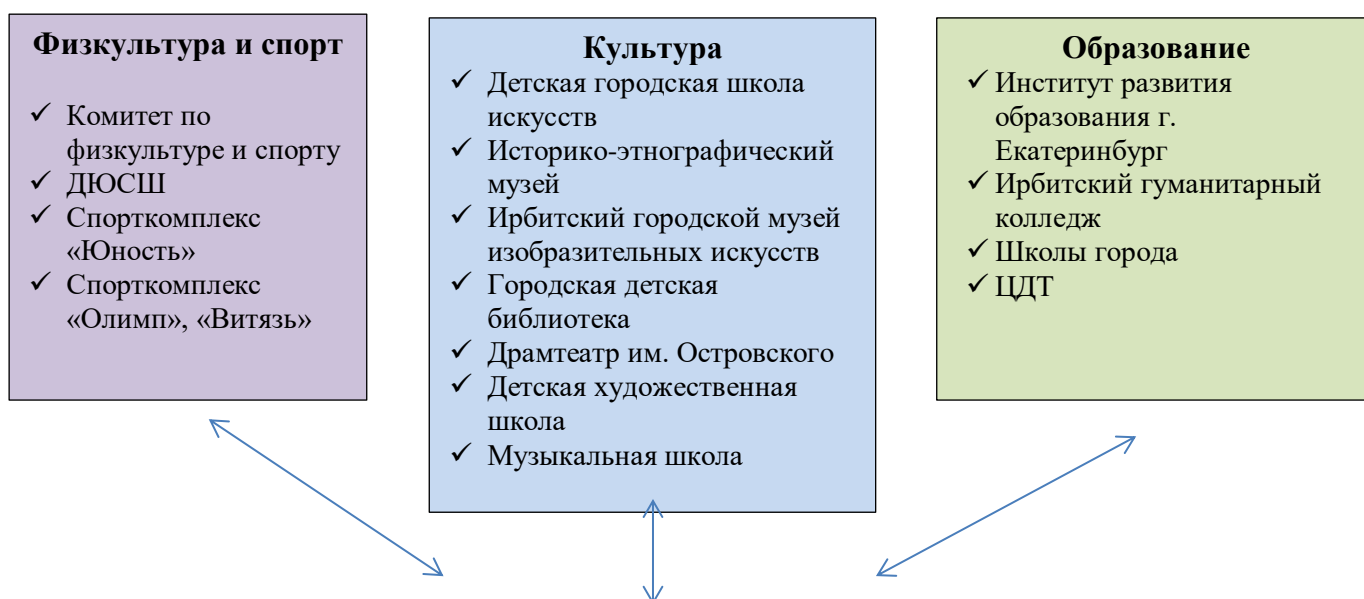 Физкультура и спорт
✓ Комитет по
физкультуре и спорту
✓ ДЮСШ
✓ Спорткомплекс
«Юность»
✓ Спорткомплекс
«Олимп», «Витязь»
Культура
✓ Детская городская школа
искусств
✓ Историко-этнографический
музей
✓ Ирбитский городской музей
изобразительных искусств
✓ Городская детская
библиотека
✓ Драмтеатр им. Островского
✓ Детская художественная
школа
✓ Музыкальная школа
Образование
✓ Институт развития
образования г.
Екатеринбург
✓ Ирбитский гуманитарный
колледж
✓ Школы города
✓ ЦДТ